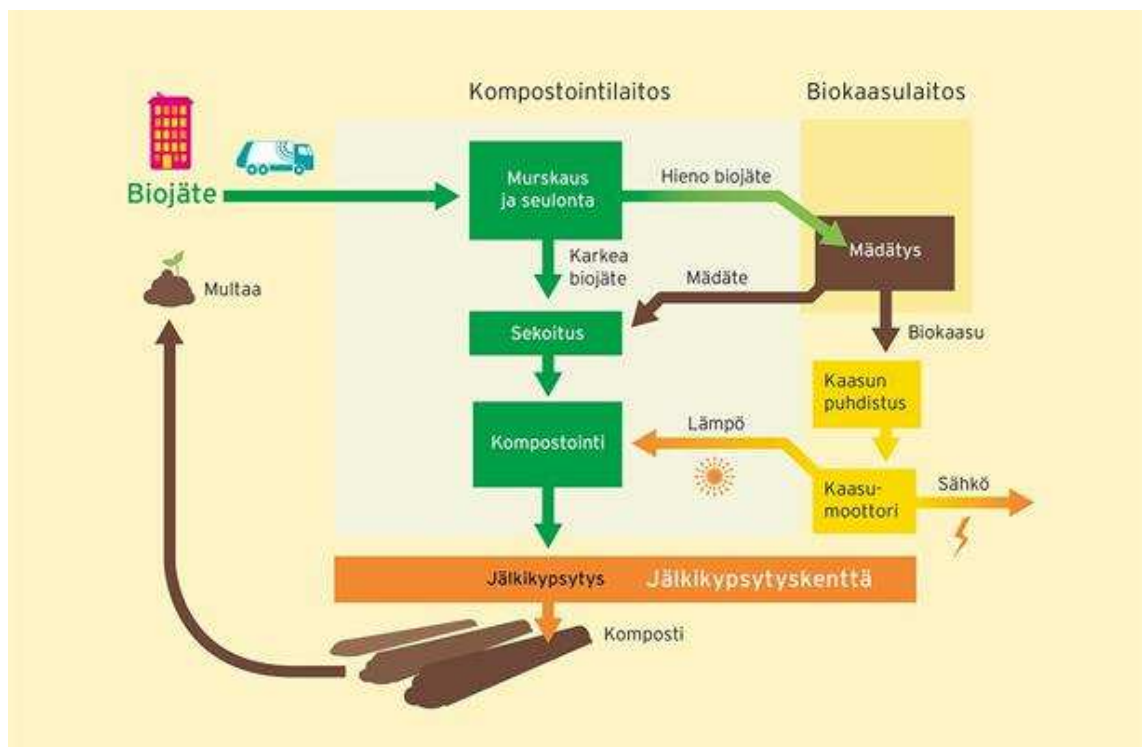 Kompostointilaitos
Biokaasulaitos
Biojäte
Murskaus
ja seulonta
Hieno biojäte
Mädätys
Karkea
biojäte
Mädäte
Multaa
Sekoitus
Biokaasu
Kaasun
puhdistus
Kompostointi
Lämpö
Kaasu-
moottori
Sähkö
Jälkikypsytys
Jälkikypsytyskenttä
Komposti